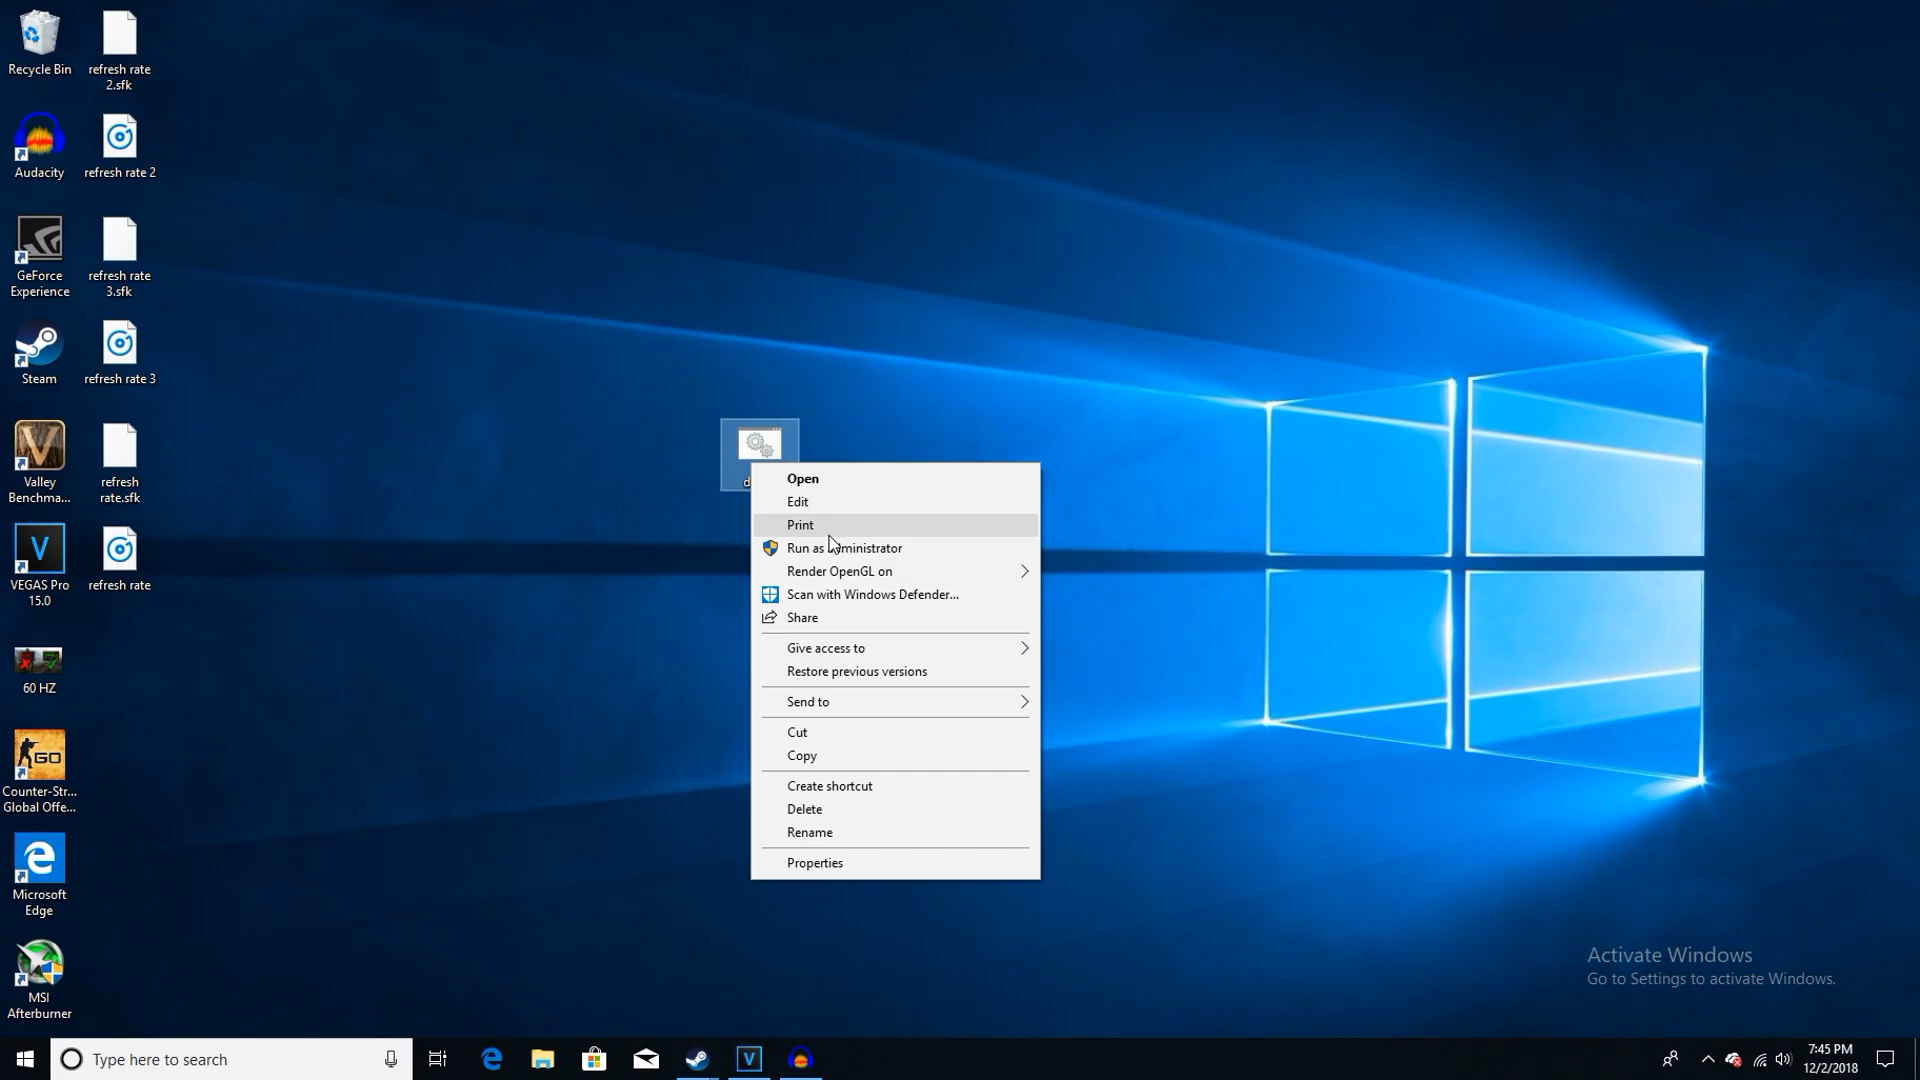 Recycle Bin
refresh rate
2.sfk
Audacity
refresh rate 2
GeForce
Experience
refresh rate
3.sfk
Steam
refresh rate 3
Valley
Benchma...
refresh
rate.sfk
VEGAS Pro
15.0
refresh rate
60 HZ
GO
Counter-Str...
Global Offe...
Microsoft
Edge
MSI
Afterburner
Open
Edit
Print
Run as
Render OpenGL on
Scan with Windows Defender...
Share
Give access to
Restore previous versions
Send to
Cut
Copy
Create shortcut
Delete
Rename
Properties
Activate Windows
Go to Settings to activate Windows.
Type here to search
7:45 PM
12/2/2018